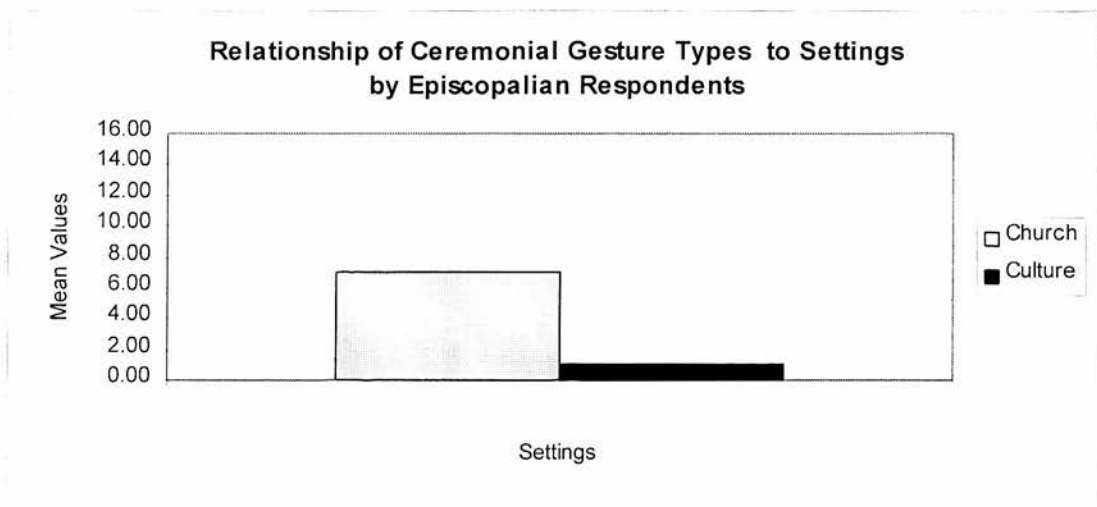 Relationship of Ceremonial Gesture Types to Settings
by Episcopalian Respondents
16.00
14.00
12.00
10.00
8.00
6.00
4.00
2.00
0.00
Mean Values
Settings
Church
Culture